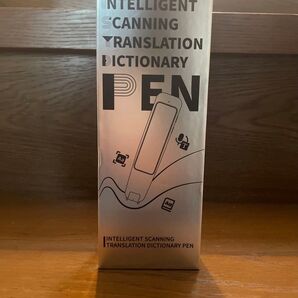 INTELLIGENT
SCANNING
TRANSLATION
DICTIONARY
PEN
INTELLIGENT SCANNING
TRANSLATION DICTIONARY PEN